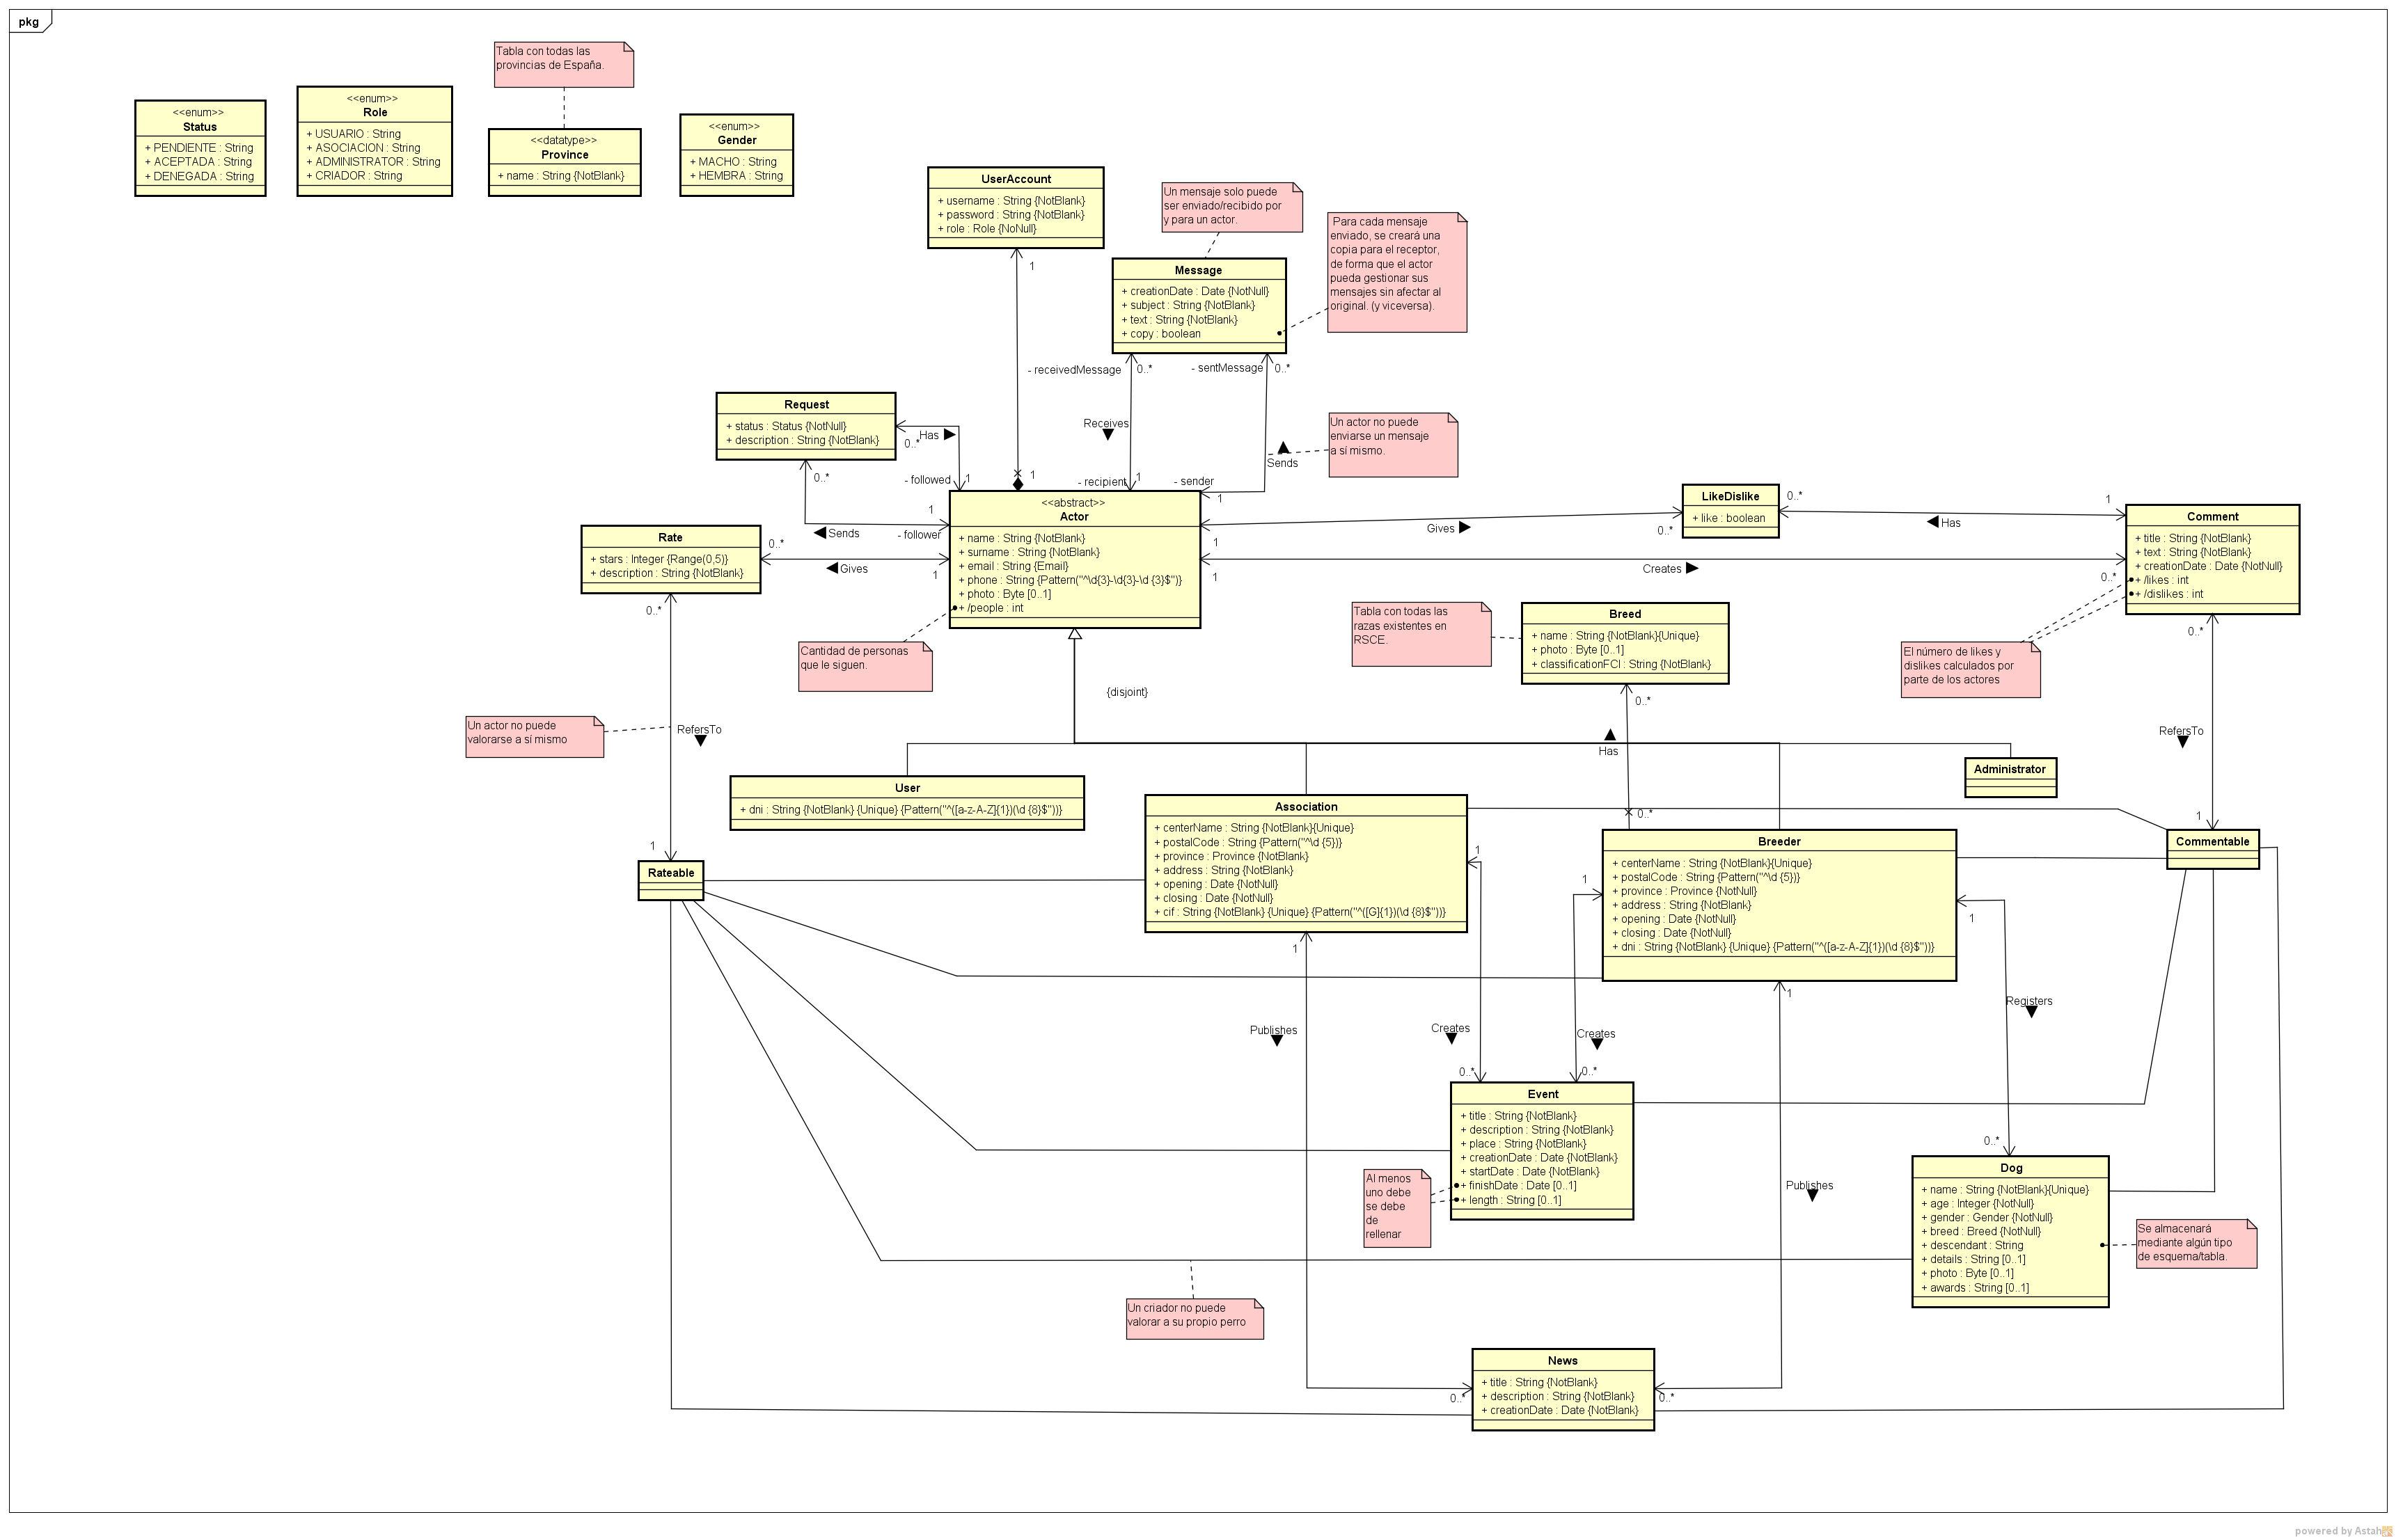 pkg
Tabla con todas las
provincias de España.
<<enum>>
Status
+ PENDIENTE : String
+ ACEPTADA : String
+ DENEGADA : String
<<enum>>
Role
+ USUARIO : String
+ ASOCIACION : String
+ ADMINISTRATOR : String
+ CRIADOR : String
<<datatype>>
Province
+ name : String {NotBlank}
<<enum>>
Gender
+ MACHO : String
+ HEMBRA : String
UserAccount
+ username : String {NotBlank}
+ password : String {NotBlank}
+ role : Role {NoNull}
1
Un mensaje solo puede
ser enviado/recibido por
y para un actor.
Para cada mensaje
enviado, se creará una
copia para el receptor,
de forma que el actor
pueda gestionar sus
mensajes sin afectar al
original. (y viceversa).
Message
+ creationDate : Date {NotNull}
+ subject : String {NotBlank}
+ text : String {NotBlank}
+ copy : boolean
- receivedMessage
0..*
- sentMessage
0..*
Receives
Sends
Un actor no puede
enviarse un mensaje
a sí mismo.
Request
+ status : Status {NotNull}
+ description : String {NotBlank}
0..*
Has
0..*
- followed
1
1
- recipient
1
- sender
1
1
Sends
- follower
Rate
+ stars : Integer {Range(0,5)}
+ description : String {NotBlank}
0..*
Gives
1
0..*
<<abstract>>
Actor
+ name : String {NotBlank}
+ surname : String {NotBlank}
+ email : String {Email}
+ phone : String {Pattern("^\d{3}-\d{3}-\d {3}$")}
+ photo : Byte [0..1]
+ /people : int
Cantidad de personas
que le siguen.
1
Gives
0..*
LikeDislike
+ like : boolean
0..*
Has
1
1
Creates
0..*
Comment
+ title : String {NotBlank}
+ text : String {NotBlank}
+ creationDate : Date {NotNull}
+ /likes : int
+ /dislikes : int
0..*
El número de likes y
dislikes calculados por
parte de los actores
Tabla con todas las
razas existentes en
RSCE.
Breed
+ name : String {NotBlank}{Unique}
+ photo : Byte [0..1]
+ classificationFCI : String {NotBlank}
0..*
Has
0..*
{disjoint}
Un actor no puede
valorarse a sí mismo
RefersTo
1
RefersTo
1
User
+ dni : String {NotBlank} {Unique} {Pattern("^([a-z-A-Z]{1})(\d {8}$"))}
Administrator
Rateable
Commentable
Association
+ centerName : String {NotBlank}{Unique}
+ postalCode : String {Pattern("^\d {5})}
+ province : Province {NotBlank}
+ address : String {NotBlank}
+ opening : Date {NotNull}
+ closing : Date {NotNull}
+ cif : String {NotBlank} {Unique} {Pattern("^([G]{1})(\d {8}$"))}
1
1
Breeder
+ centerName : String {NotBlank}{Unique}
+ postalCode : String {Pattern("^\d {5})}
+ province : Province {NotNull}
+ address : String {NotBlank}
+ opening : Date {NotNull}
+ closing : Date {NotNull}
+ dni : String {NotBlank} {Unique} {Pattern("^([a-z-A-Z]{1})(\d {8}$"))}
1
1
1
Publishes
Creates
Creates
Registers
0..*
0..*
0..*
Event
+ title : String {NotBlank}
+ description : String {NotBlank}
+ place : String {NotBlank}
+ creationDate : Date {NotBlank}
+ startDate : Date {NotBlank}
+ finishDate : Date [0..1]
+ length : String [0..1]
Al menos
uno debe
se debe
de
rellenar
Publishes
Dog
+ name : String {NotBlank}{Unique}
+ age : Integer {NotNull}
+ gender : Gender {NotNull}
+ breed : Breed {NotNull}
+ descendant : String
+ details : String [0..1]
+ photo : Byte [0..1]
+ awards : String [0..1]
Se almacenará
mediante algún tipo
de esquema/tabla.
Un criador no puede
valorar a su propio perro
News
+ title : String {NotBlank}
+ description : String {NotBlank}
+ creationDate : Date {NotBlank}
0..*
0..*
powered by Astah